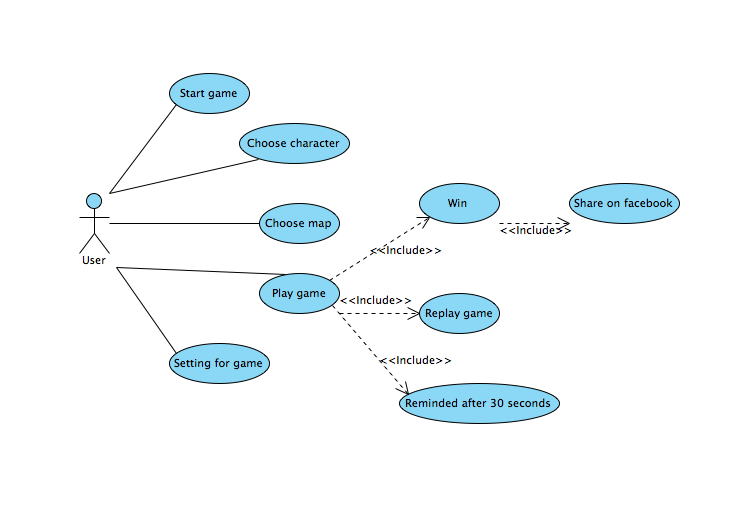 Start game
Choose character
Win
Share on facebook
Choose map
<<Include>>
<<Include>>
User
Play game
<<Include>>
Replay game
<<Include>>
Setting for game
Reminded after 30 seconds